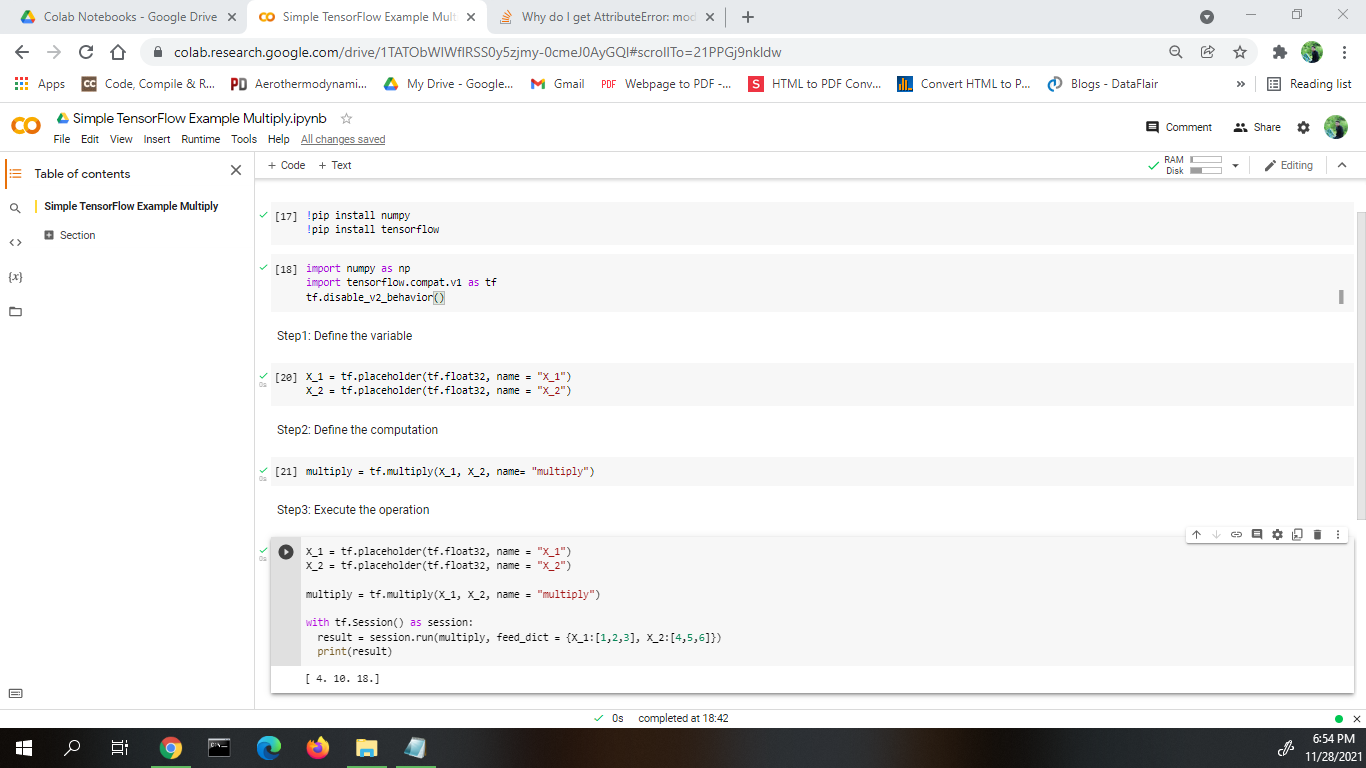 Colab Notebooks - Google Drive
Simple TensorFlow Example Mult
Why do I get AttributeError: mod
colab.research.google.com/drive/
Apps
CC Code, Compile & R...
PD Aerothermodynami...
My Drive - Google...
Gmail
PDF Webpage to PDF -...
S HTML to PDF Conv...
Convert HTML to P...
Blogs - DataFlair
»
Reading list
CO
Simple TensorFlow Example Multiply.ipynb
File Edit View Insert Runtime Tools Help All changes saved
Comment
Share
Table of contents
+ Code + Text
RAM
Disk
Editing
Simple TensorFlow Example Multiply
Section
<>
{x}
[17] !pip install numpy
!pip install tensorflow
[18] import numpy as np
import tensorflow.compat.v1 as tf
tf.disable_v2_behavior()
Step1: Define the variable
[20] X_1 = tf.placeholder(tf.float32, name = "X_1")
0s
X_2 = tf.placeholder(tf.float32, name = "X_2")
Step2: Define the computation
[21] multiply = tf.multiply(X_1, X_2, name= "multiply")
0s
Step3: Execute the operation
X_1 = tf.placeholder(tf.float32, name = "X_1")
0s
X_2 = tf.placeholder(tf.float32, name = "X_2")
multiply = tf.multiply(X_1, X_2, name = "multiply")
with tf.Session() as session:
result = session.run(multiply, feed_dict = {X_1:[1,2,3], X_2:[4,5,6]})
print(result)
[ 4. 10. 18.]
0s completed at 18:42
6:54 PM
11/28/2021